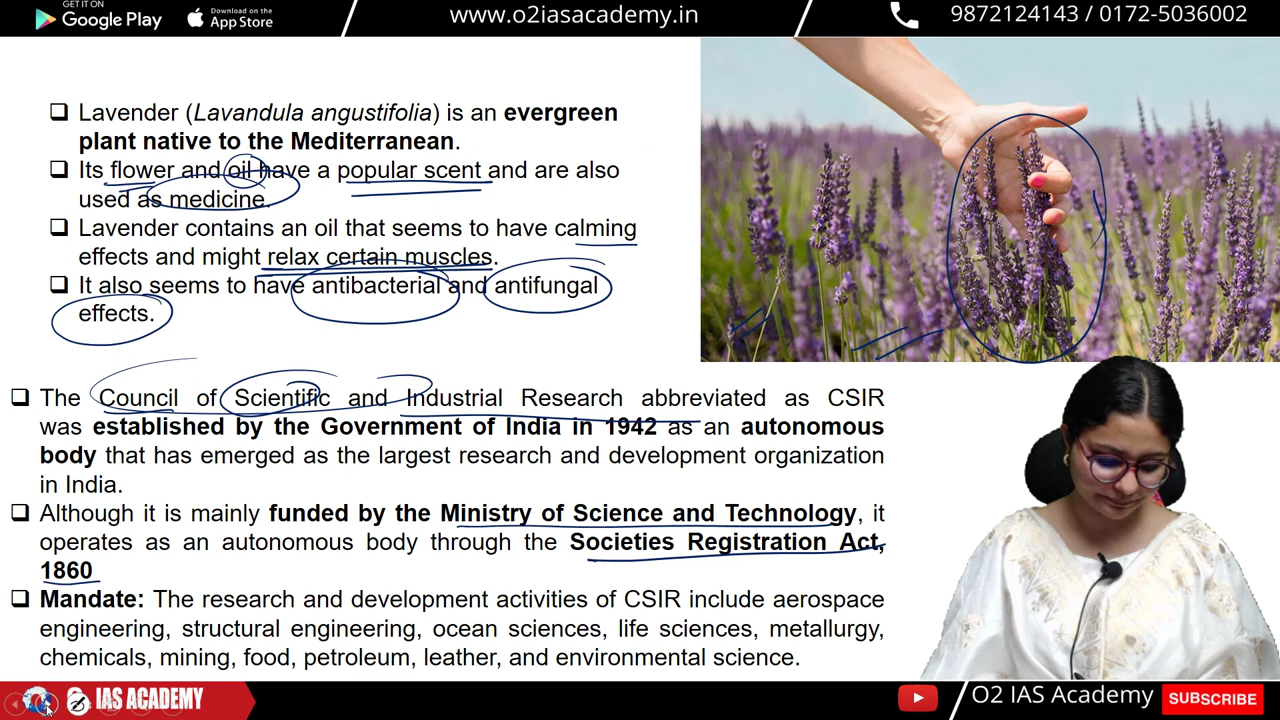 GET IT ON
Google Play
Download on the
App Store
www.o2iasacademy.in
9872124143 / 0172-5036002
❑ Lavender (Lavandula angustifolia) is an evergreen
plant native to the Mediterranean.
❑ Its flower and oil have a popular scent and are also
used as medicine.
❑ Lavender contains an oil that seems to have calming
effects and might relax certain muscles.
❑ It also seems to have antibacterial and antifungal
effects.
❑ The Council of Scientific and Industrial Research abbreviated as CSIR
was established by the Government of India in 1942 as an autonomous
body that has emerged as the largest research and development organization
in India.
❑ Although it is mainly funded by the Ministry of Science and Technology, it
operates as an autonomous body through the Societies Registration Act,
1860
❑ Mandate: The research and development activities of CSIR include aerospace
engineering, structural engineering, ocean sciences, life sciences, metallurgy,
chemicals, mining, food, petroleum, leather, and environmental science.
IAS ACADEMY
O2 IAS Academy
SUBSCRIBE